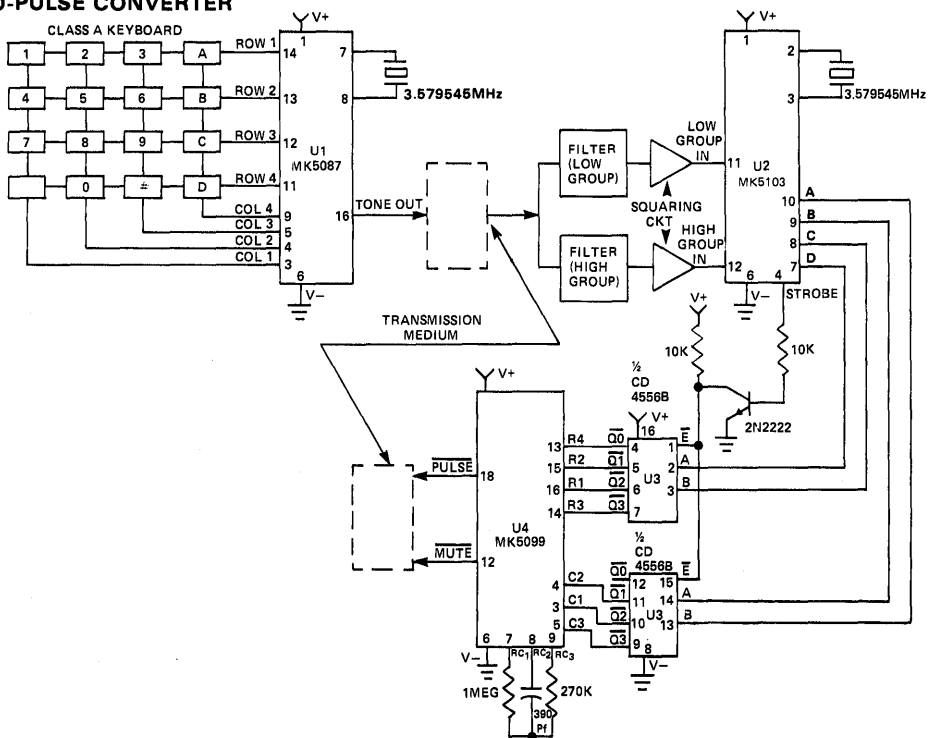 O-PULSE CONVERTER
CLASS A KEYBOARD
1 2 3 A ROW 1
4 5 6 B ROW 2
7 8 9 C ROW 3
0 # D ROW 4
COL 4
COL 3
COL 2
COL 1
V+
1
14
13
12
11
9
5
4
3
7
8
16
6
U1
MK5087
V−
3.579545MHz
TONE OUT
TRANSMISSION
MEDIUM
FILTER
(LOW
GROUP)
FILTER
(HIGH
GROUP)
SQUARING
CKT
LOW
GROUP
IN
HIGH
GROUP
IN
V+
1
2
3
11
12
U2
MK5103
10 A
9 B
8 C
7 D
6
4
V−
STROBE
3.579545MHz
V+
10K
10K
2N2222
½
CD
4556B
V+
16
R4 Q0 4 1 E
R2 Q1 5 2 A
R1 Q2 6 3 B
R3 Q3 7
U3
V+
13
15
16
14
PULSE 18
MUTE 12
U4
MK5099
4 C2
3 C1
5 C3
½
CD
4556B
Q0 12 15 E
Q1 11 14 A
Q2 10 13 B
Q3 9
U3
8
V−
6 7 8 9
V−
RC1 RC2 RC3
1MEG
270K
390
Pf